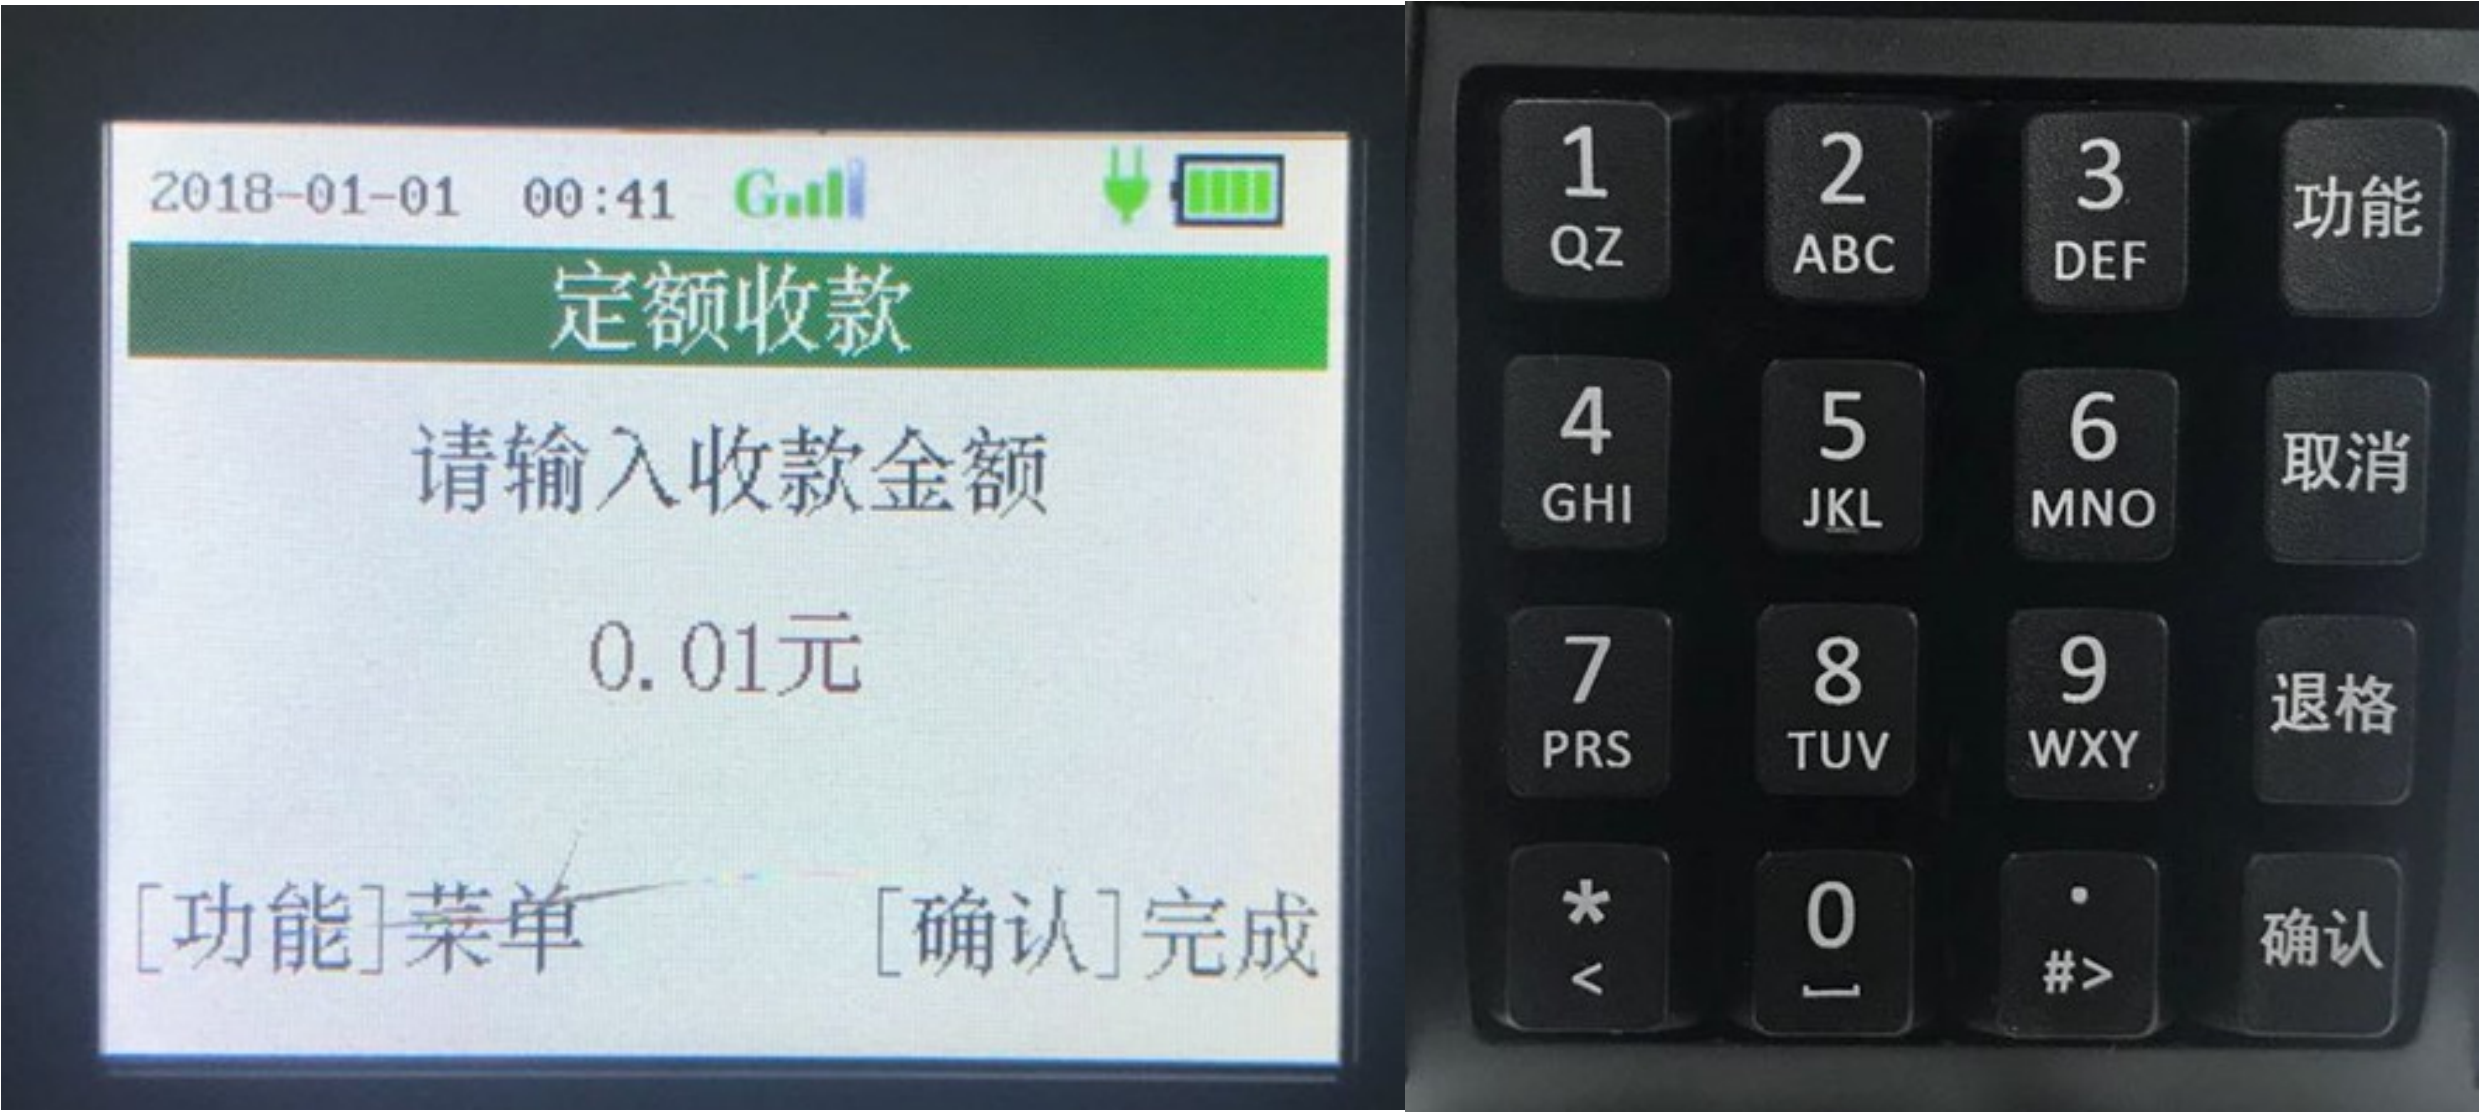 2018-01-01 00:41 G
定额收款
请输入收款金额
0.01元
[功能]菜单 [确认]完成
1 2 3 功能
QZ ABC DEF
4 5 6 取消
GHI JKL MNO
7 8 9 退格
PRS TUV WXY
* 0 . 确认
< ⎵ #>